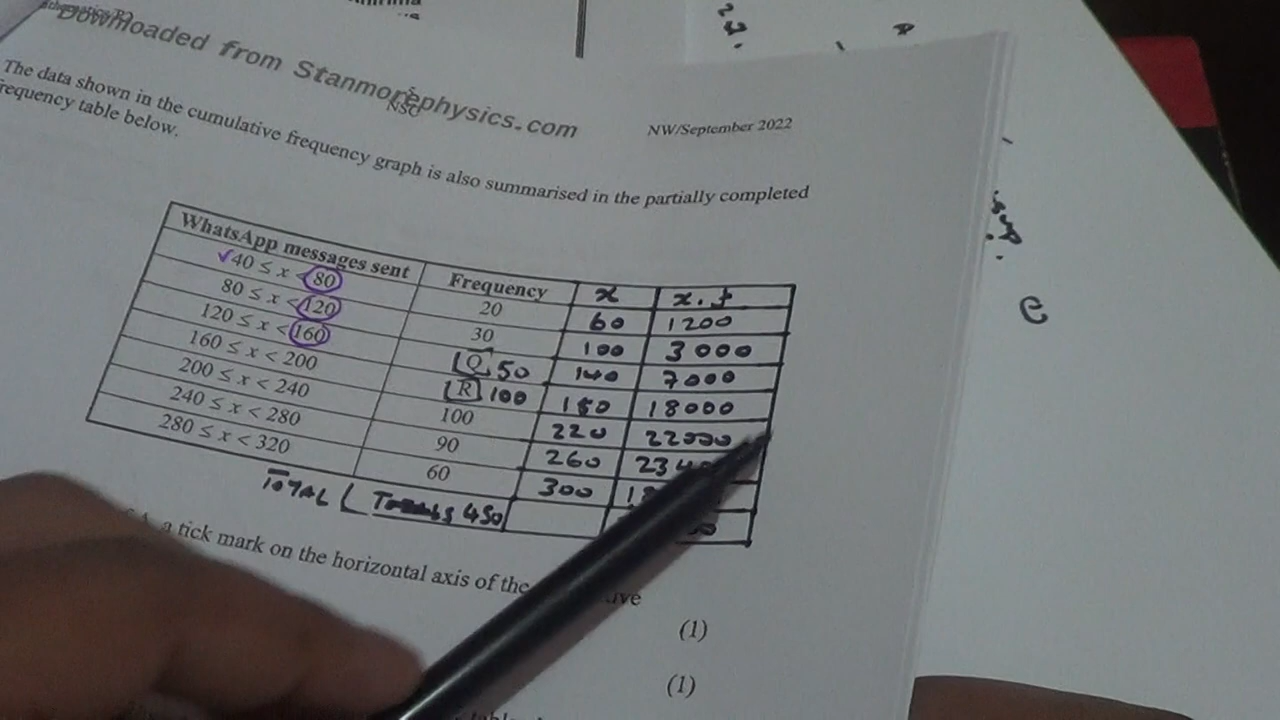 Downloaded from Stanmorephysics.com
NSC
NW/September 2022
The data shown in the cumulative frequency graph is also summarised in the partially completed
frequency table below.
WhatsApp messages sent Frequency x x.f
✓40 ≤ x < 80 20 60 1200
80 ≤ x < 120 30 100 3000
120 ≤ x < 160 Q 50 140 7000
160 ≤ x < 200 R 100 180 18000
200 ≤ x < 240 100 220 22000
240 ≤ x < 280 90 260 234
280 ≤ x < 320 60 300 18
TOTAL 450
a tick mark on the horizontal axis of the
(1)
(1)